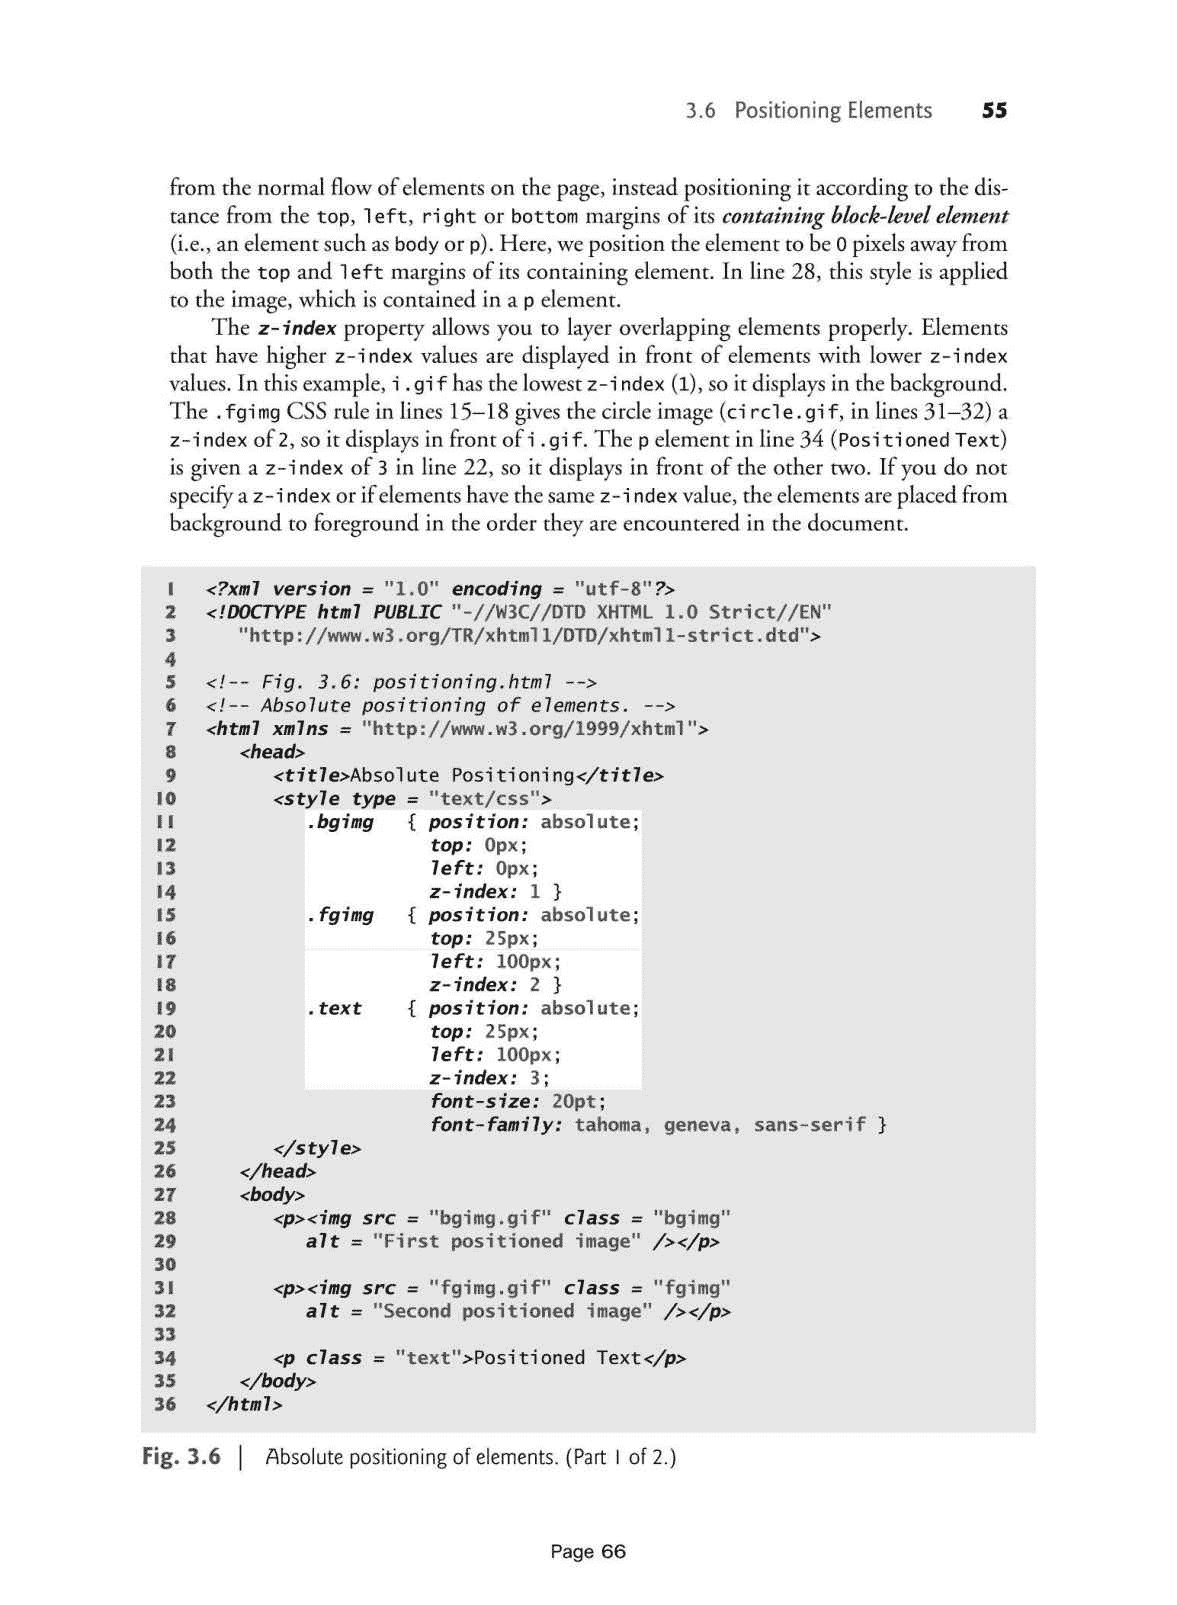 3.6 Positioning Elements 55
from the normal flow of elements on the page, instead positioning it according to the dis-
tance from the top, left, right or bottom margins of its containing block-level element
(i.e., an element such as body or p). Here, we position the element to be 0 pixels away from
both the top and left margins of its containing element. In line 28, this style is applied
to the image, which is contained in a p element.
The z-index property allows you to layer overlapping elements properly. Elements
that have higher z-index values are displayed in front of elements with lower z-index
values. In this example, i.gif has the lowest z-index (1), so it displays in the background.
The .fgimg CSS rule in lines 15–18 gives the circle image (circle.gif, in lines 31–32) a
z-index of 2, so it displays in front of i.gif. The p element in line 34 (Positioned Text)
is given a z-index of 3 in line 22, so it displays in front of the other two. If you do not
specify a z-index or if elements have the same z-index value, the elements are placed from
background to foreground in the order they are encountered in the document.
1 <?xml version = "1.0" encoding = "utf-8"?>
2 <!DOCTYPE html PUBLIC "-//W3C//DTD XHTML 1.0 Strict//EN"
3 "http://www.w3.org/TR/xhtml1/DTD/xhtml1-strict.dtd">
4
5 <!-- Fig. 3.6: positioning.html -->
6 <!-- Absolute positioning of elements. -->
7 <html xmlns = "http://www.w3.org/1999/xhtml">
8 <head>
9 <title>Absolute Positioning</title>
10 <style type = "text/css">
11 .bgimg { position: absolute;
12 top: 0px;
13 left: 0px;
14 z-index: 1 }
15 .fgimg { position: absolute;
16 top: 25px;
17 left: 100px;
18 z-index: 2 }
19 .text { position: absolute;
20 top: 25px;
21 left: 100px;
22 z-index: 3;
23 font-size: 20pt;
24 font-family: tahoma, geneva, sans-serif }
25 </style>
26 </head>
27 <body>
28 <p><img src = "bgimg.gif" class = "bgimg"
29 alt = "First positioned image" /></p>
30
31 <p><img src = "fgimg.gif" class = "fgimg"
32 alt = "Second positioned image" /></p>
33
34 <p class = "text">Positioned Text</p>
35 </body>
36 </html>
Fig. 3.6 | Absolute positioning of elements. (Part 1 of 2.)
Page 66